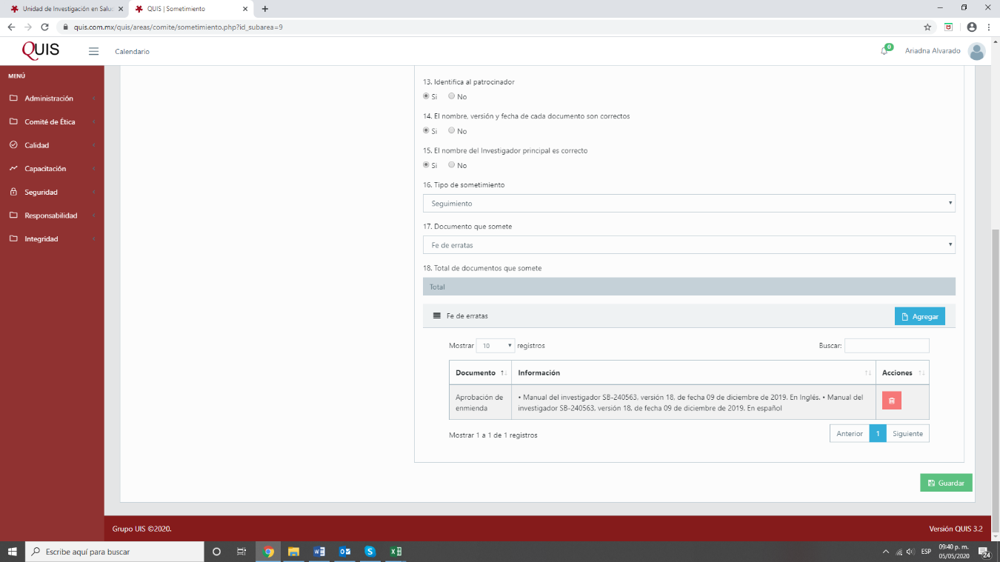 Unidad de Investigación en Salud
QUIS | Sometimiento
quis.com.mx/quis/areas/comite/sometimiento.php?id_subarea=9
QUIS
Calendario
0
Ariadna Alvarado
MENÚ
Administración
Comité de Ética
Calidad
Capacitación
Seguridad
Responsabilidad
Integridad
13. Identifica al patrocinador
Si No
14. El nombre, versión y fecha de cada documento son correctos
Si No
15. El nombre del Investigador principal es correcto
Si No
16. Tipo de sometimiento
Seguimiento
17. Documento que somete
Fe de erratas
18. Total de documentos que somete
Total
Fe de erratas
Agregar
Mostrar 10 registros
Buscar:
Documento Información Acciones
Aprobación de enmienda
• Manual del investigador SB-240563, versión 18, de fecha 09 de diciembre de 2019. En Inglés. • Manual del
investigador SB-240563, versión 18, de fecha 09 de diciembre de 2019. En español
Mostrar 1 a 1 de 1 registros
Anterior 1 Siguiente
Guardar
Grupo UIS ©2020.
Versión QUIS 3.2
Escribe aquí para buscar
ESP
09:40 p. m.
05/05/2020
24